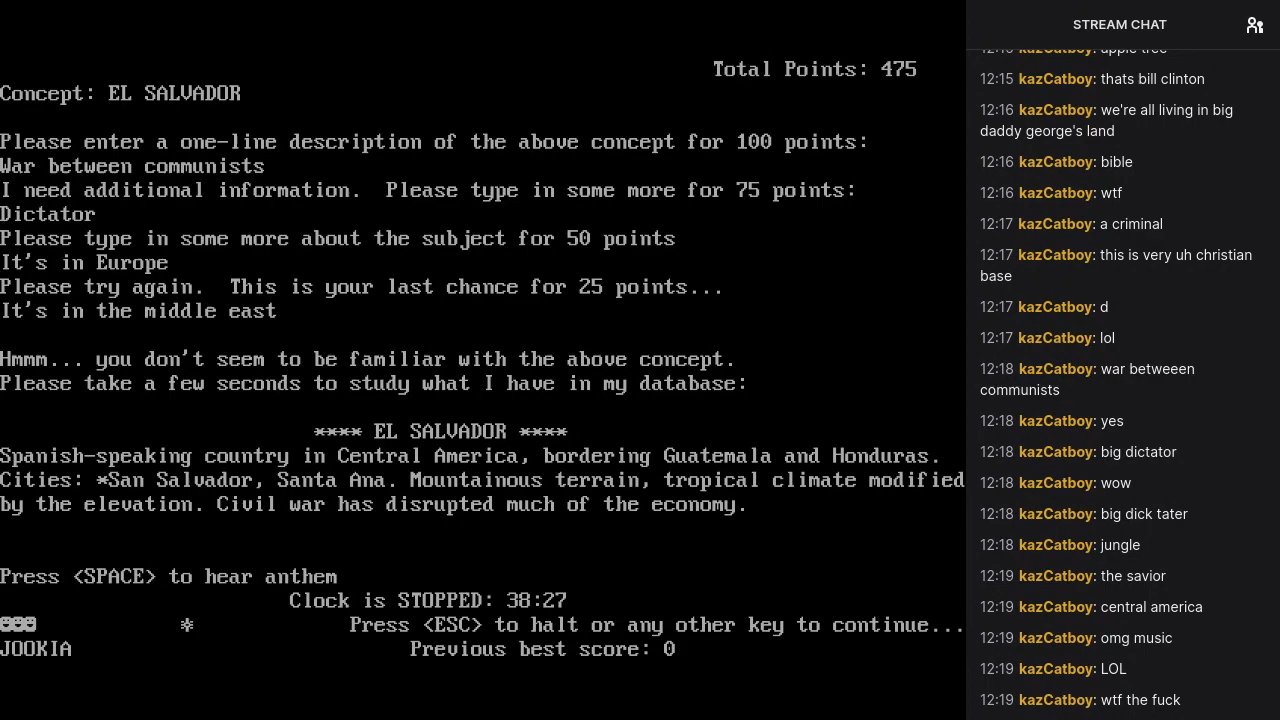 Total Points: 475
Concept: EL SALVADOR
Please enter a one-line description of the above concept for 100 points:
War between communists
I need additional information.  Please type in some more for 75 points:
Dictator
Please type in some more about the subject for 50 points
It's in Europe
Please try again.  This is your last chance for 25 points...
It's in the middle east
Hmmm... you don't seem to be familiar with the above concept.
Please take a few seconds to study what I have in my database:
**** EL SALVADOR ****
Spanish-speaking country in Central America, bordering Guatemala and Honduras.
Cities: *San Salvador, Santa Ana. Mountainous terrain, tropical climate modified
by the elevation. Civil war has disrupted much of the economy.
Press <SPACE> to hear anthem
Clock is STOPPED: 38:27
☻☻☻ * Press <ESC> to halt or any other key to continue...
JOOKIA Previous best score: 0
STREAM CHAT
12:15 kazCatboy: apple tree
12:15 kazCatboy: thats bill clinton
12:16 kazCatboy: we're all living in big
daddy george's land
12:16 kazCatboy: bible
12:16 kazCatboy: wtf
12:17 kazCatboy: a criminal
12:17 kazCatboy: this is very uh christian
base
12:17 kazCatboy: d
12:17 kazCatboy: lol
12:18 kazCatboy: war betweeen
communists
12:18 kazCatboy: yes
12:18 kazCatboy: big dictator
12:18 kazCatboy: wow
12:18 kazCatboy: big dick tater
12:18 kazCatboy: jungle
12:19 kazCatboy: the savior
12:19 kazCatboy: central america
12:19 kazCatboy: omg music
12:19 kazCatboy: LOL
12:19 kazCatboy: wtf the fuck